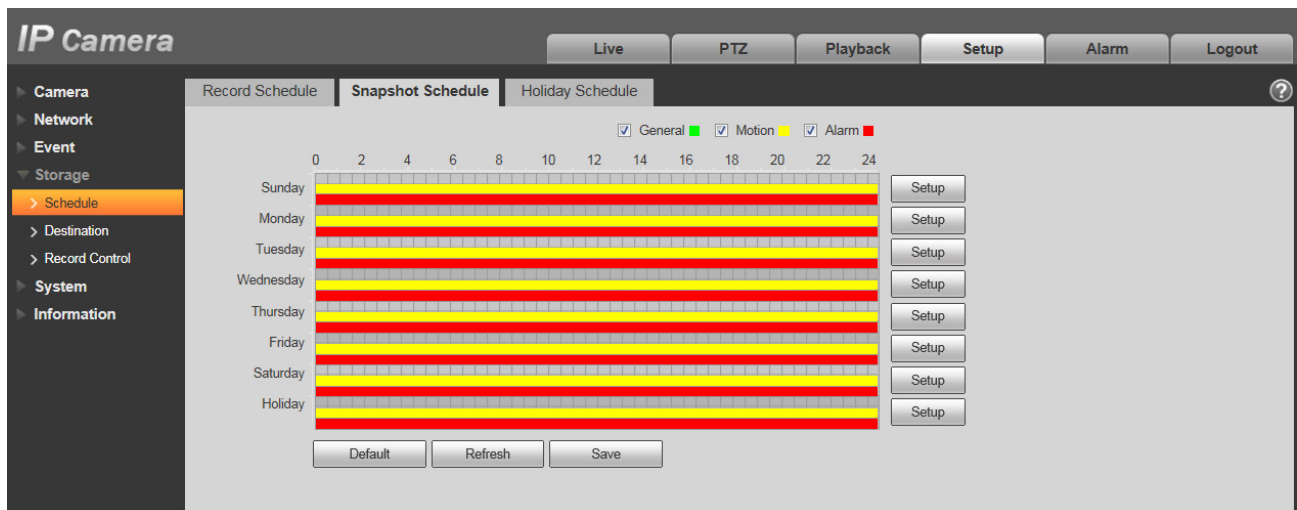 IP Camera
Live PTZ Playback Setup Alarm Logout
Camera
Network
Event
Storage
Schedule
Destination
Record Control
System
Information
Record Schedule Snapshot Schedule Holiday Schedule ?
General Motion Alarm
0 2 4 6 8 10 12 14 16 18 20 22 24
Sunday Setup
Monday Setup
Tuesday Setup
Wednesday Setup
Thursday Setup
Friday Setup
Saturday Setup
Holiday Setup
Default Refresh Save